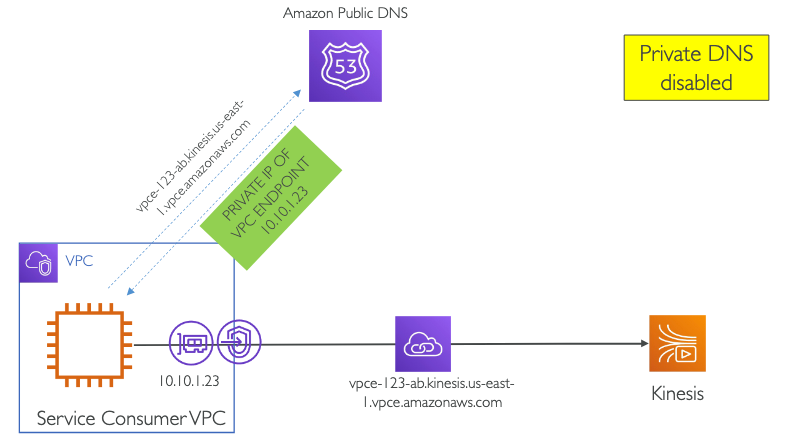 Amazon Public DNS
53
Private DNS
disabled
vpce-123-ab.kinesis.us-east-
1.vpce.amazonaws.com
PRIVATE IP OF
VPC ENDPOINT
10.10.1.23
VPC
10.10.1.23
Service Consumer VPC
vpce-123-ab.kinesis.us-east-
1.vpce.amazonaws.com
Kinesis